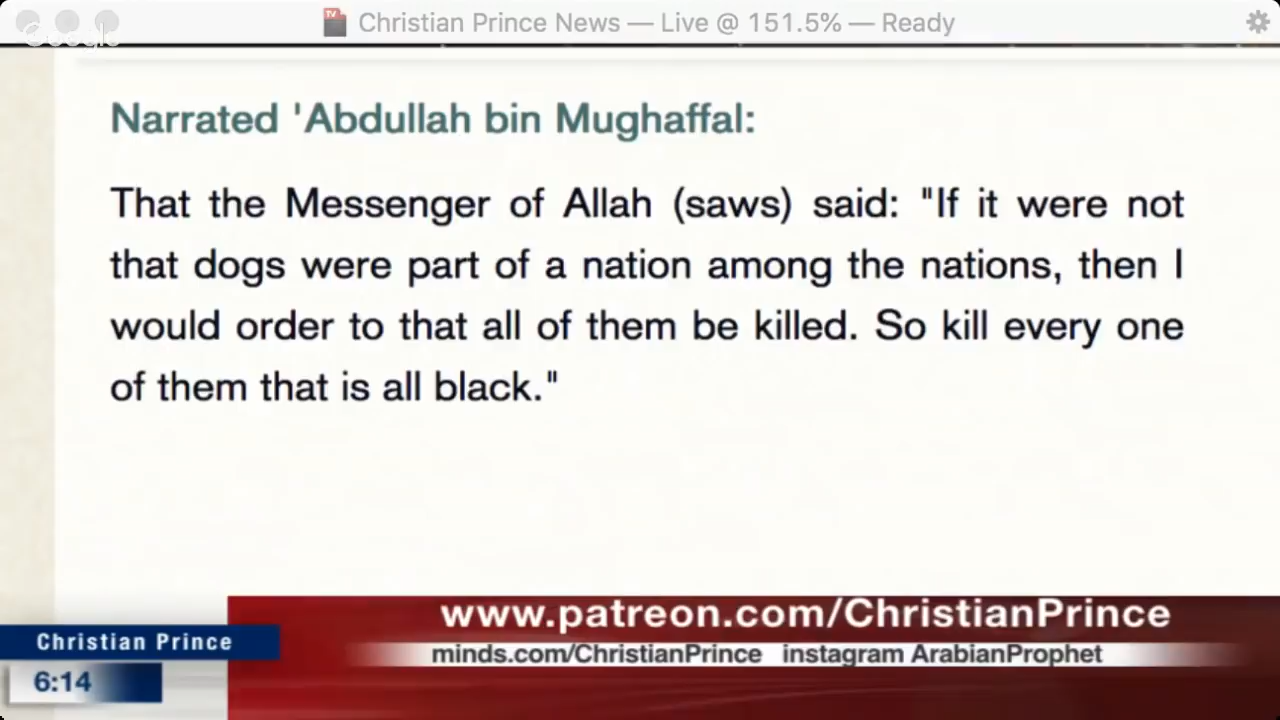 Christian Prince News — Live @ 151.5% — Ready
Google
Narrated 'Abdullah bin Mughaffal:
That the Messenger of Allah (saws) said: "If it were not
that dogs were part of a nation among the nations, then I
would order to that all of them be killed. So kill every one
of them that is all black."
www.patreon.com/ChristianPrince
Christian Prince
minds.com/ChristianPrince instagram ArabianProphet
6:14